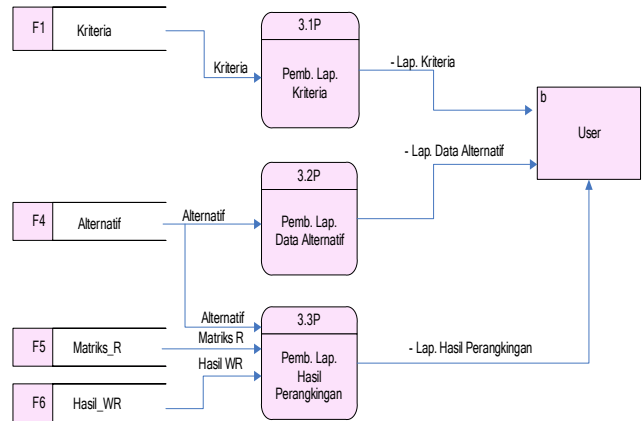 F1
Kriteria
Kriteria
3.1P
Pemb. Lap.
Kriteria
- Lap. Kriteria
b
User
- Lap. Data Alternatif
3.2P
Pemb. Lap.
Data Alternatif
F4
Alternatif
Alternatif
Alternatif
3.3P
Pemb. Lap.
Hasil
Perangkingan
- Lap. Hasil Perangkingan
F5
Matriks_R
Matriks R
Hasil WR
F6
Hasil_WR